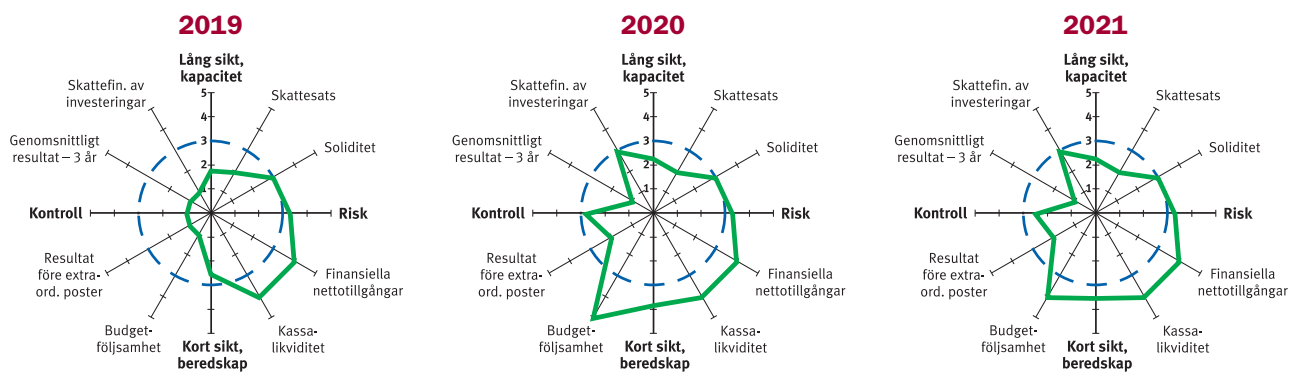 2019
Lång sikt,
kapacitet
Skattefin. av
investeringar
Skattesats
Genomsnittligt
resultat – 3 år
Soliditet
5
4
3
2
1
Kontroll
Risk
Resultat
före extra-
ord. poster
Finansiella
nettotillgångar
Budget-
följsamhet
Kassa-
likviditet
Kort sikt,
beredskap
2020
Lång sikt,
kapacitet
Skattefin. av
investeringar
Skattesats
Genomsnittligt
resultat – 3 år
Soliditet
5
4
3
2
1
Kontroll
Risk
Resultat
före extra-
ord. poster
Finansiella
nettotillgångar
Budget-
följsamhet
Kassa-
likviditet
Kort sikt,
beredskap
2021
Lång sikt,
kapacitet
Skattefin. av
investeringar
Skattesats
Genomsnittligt
resultat – 3 år
Soliditet
5
4
3
2
1
Kontroll
Risk
Resultat
före extra-
ord. poster
Finansiella
nettotillgångar
Budget-
följsamhet
Kassa-
likviditet
Kort sikt,
beredskap